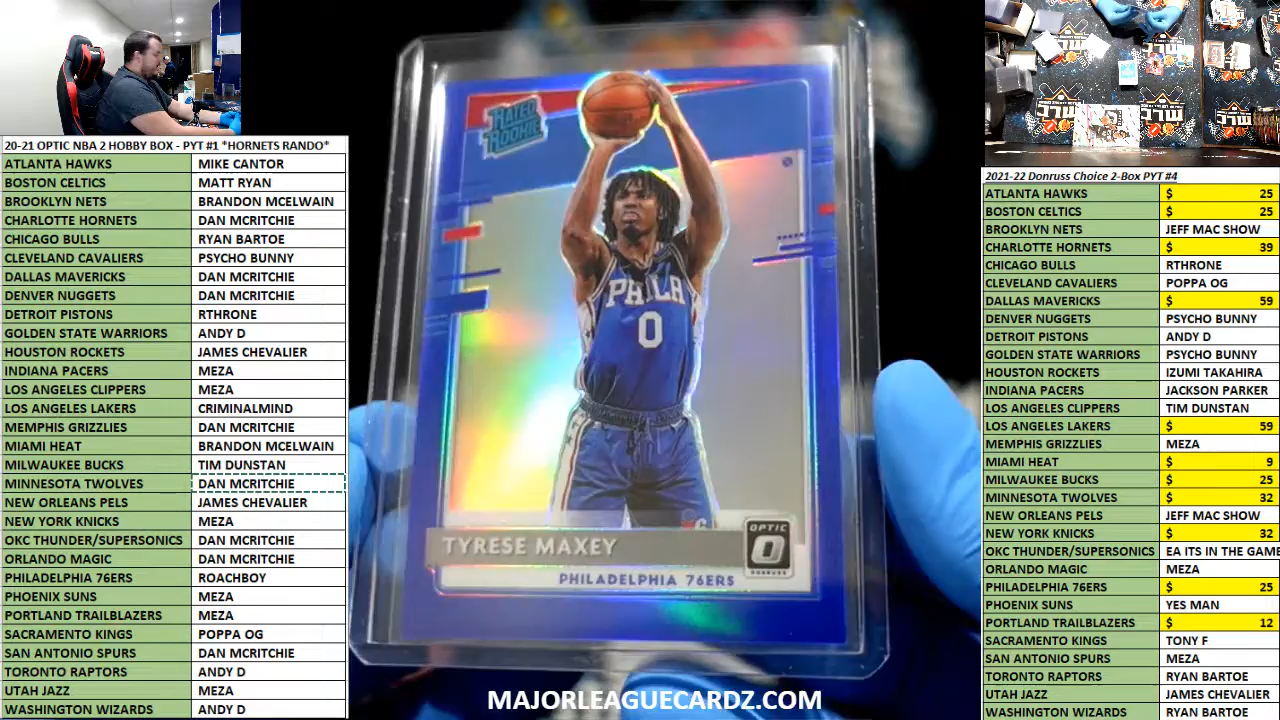 20-21 OPTIC NBA 2 HOBBY BOX - PYT #1 *HORNETS RANDO*
ATLANTA HAWKS MIKE CANTOR
BOSTON CELTICS MATT RYAN
BROOKLYN NETS BRANDON MCELWAIN
CHARLOTTE HORNETS DAN MCRITCHIE
CHICAGO BULLS RYAN BARTOE
CLEVELAND CAVALIERS PSYCHO BUNNY
DALLAS MAVERICKS DAN MCRITCHIE
DENVER NUGGETS DAN MCRITCHIE
DETROIT PISTONS RTHRONE
GOLDEN STATE WARRIORS ANDY D
HOUSTON ROCKETS JAMES CHEVALIER
INDIANA PACERS MEZA
LOS ANGELES CLIPPERS MEZA
LOS ANGELES LAKERS CRIMINALMIND
MEMPHIS GRIZZLIES DAN MCRITCHIE
MIAMI HEAT BRANDON MCELWAIN
MILWAUKEE BUCKS TIM DUNSTAN
MINNESOTA TWOLVES DAN MCRITCHIE
NEW ORLEANS PELS JAMES CHEVALIER
NEW YORK KNICKS MEZA
OKC THUNDER/SUPERSONICS DAN MCRITCHIE
ORLANDO MAGIC DAN MCRITCHIE
PHILADELPHIA 76ERS ROACHBOY
PHOENIX SUNS MEZA
PORTLAND TRAILBLAZERS MEZA
SACRAMENTO KINGS POPPA OG
SAN ANTONIO SPURS DAN MCRITCHIE
TORONTO RAPTORS ANDY D
UTAH JAZZ MEZA
WASHINGTON WIZARDS ANDY D
RATED
ROOKIE
PHILA
0
TYRESE MAXEY
PHILADELPHIA 76ERS
OPTIC
DONRUSS
MAJORLEAGUECARDZ.COM
2021-22 Donruss Choice 2-Box PYT #4
ATLANTA HAWKS $ 25
BOSTON CELTICS $ 25
BROOKLYN NETS JEFF MAC SHOW
CHARLOTTE HORNETS $ 39
CHICAGO BULLS RTHRONE
CLEVELAND CAVALIERS POPPA OG
DALLAS MAVERICKS $ 59
DENVER NUGGETS PSYCHO BUNNY
DETROIT PISTONS ANDY D
GOLDEN STATE WARRIORS PSYCHO BUNNY
HOUSTON ROCKETS IZUMI TAKAHIRA
INDIANA PACERS JACKSON PARKER
LOS ANGELES CLIPPERS TIM DUNSTAN
LOS ANGELES LAKERS $ 59
MEMPHIS GRIZZLIES MEZA
MIAMI HEAT $ 9
MILWAUKEE BUCKS $ 25
MINNESOTA TWOLVES $ 32
NEW ORLEANS PELS JEFF MAC SHOW
NEW YORK KNICKS $ 32
OKC THUNDER/SUPERSONICS EA ITS IN THE GAME
ORLANDO MAGIC MEZA
PHILADELPHIA 76ERS $ 25
PHOENIX SUNS YES MAN
PORTLAND TRAILBLAZERS $ 12
SACRAMENTO KINGS TONY F
SAN ANTONIO SPURS MEZA
TORONTO RAPTORS RYAN BARTOE
UTAH JAZZ JAMES CHEVALIER
WASHINGTON WIZARDS RYAN BARTOE